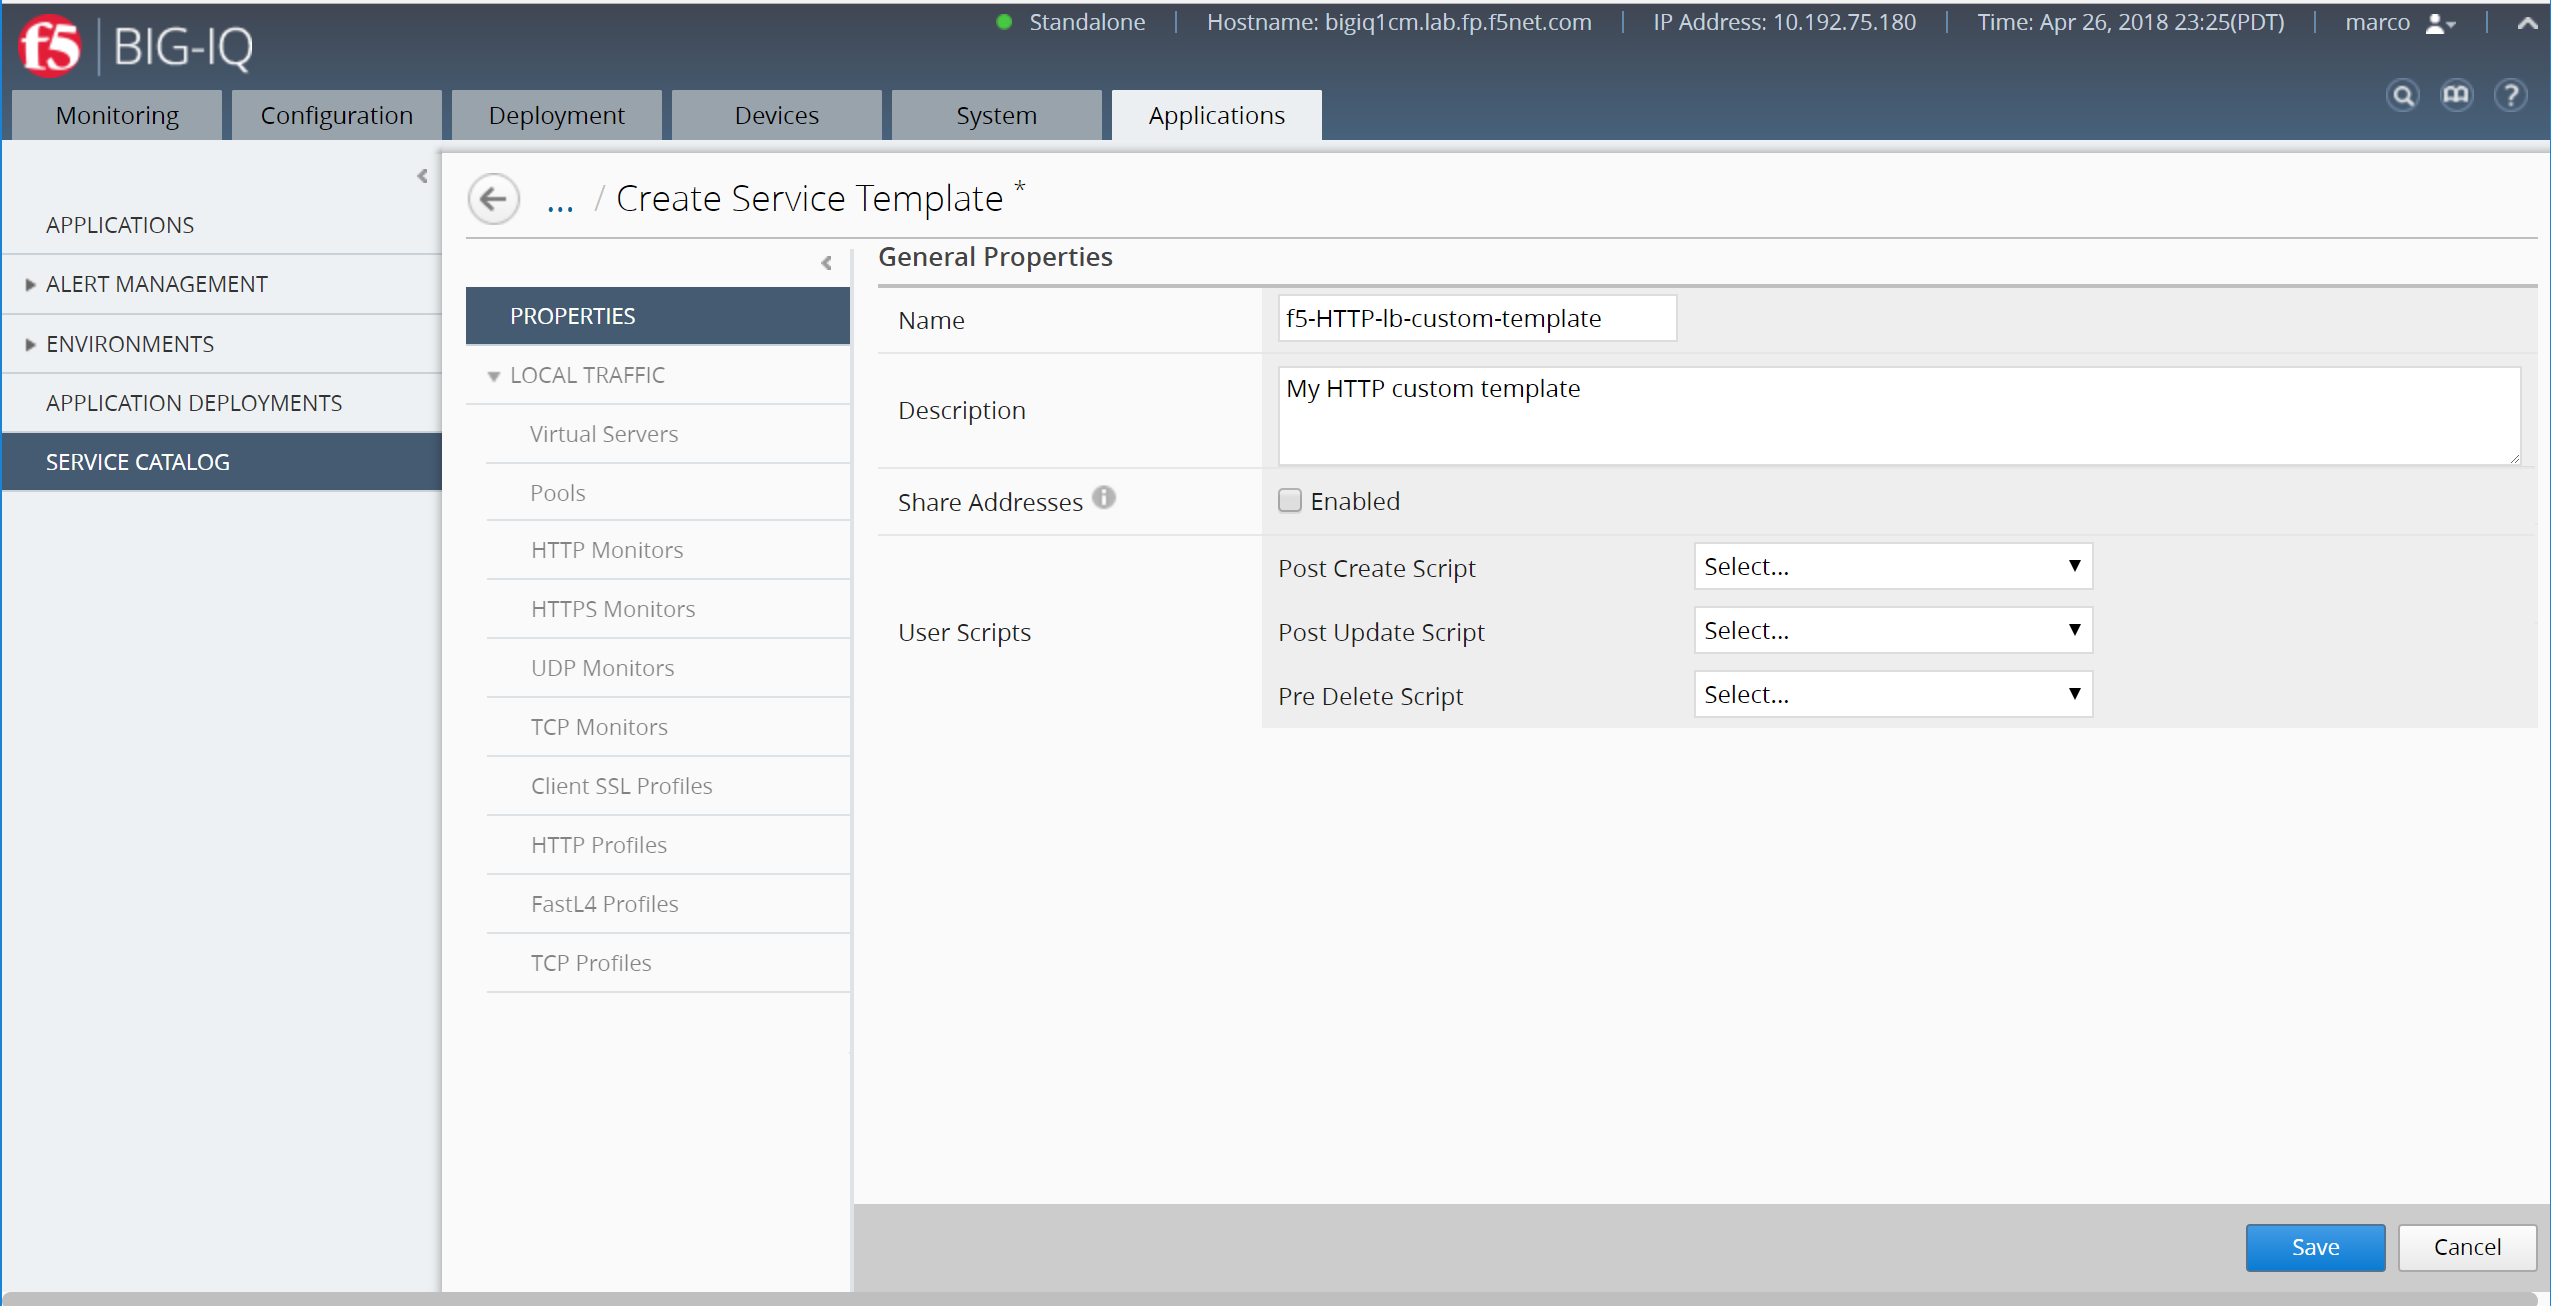 f5 BIG-IQ
Standalone Hostname: bigiq1cm.lab.fp.f5net.com IP Address: 10.192.75.180 Time: Apr 26, 2018 23:25(PDT) marco
Monitoring Configuration Deployment Devices System Applications
?
APPLICATIONS
ALERT MANAGEMENT
ENVIRONMENTS
APPLICATION DEPLOYMENTS
SERVICE CATALOG
... / Create Service Template *
PROPERTIES
LOCAL TRAFFIC
Virtual Servers
Pools
HTTP Monitors
HTTPS Monitors
UDP Monitors
TCP Monitors
Client SSL Profiles
HTTP Profiles
FastL4 Profiles
TCP Profiles
General Properties
Name f5-HTTP-lb-custom-template
Description My HTTP custom template
Share Addresses i Enabled
User Scripts
Post Create Script Select...
Post Update Script Select...
Pre Delete Script Select...
Save Cancel